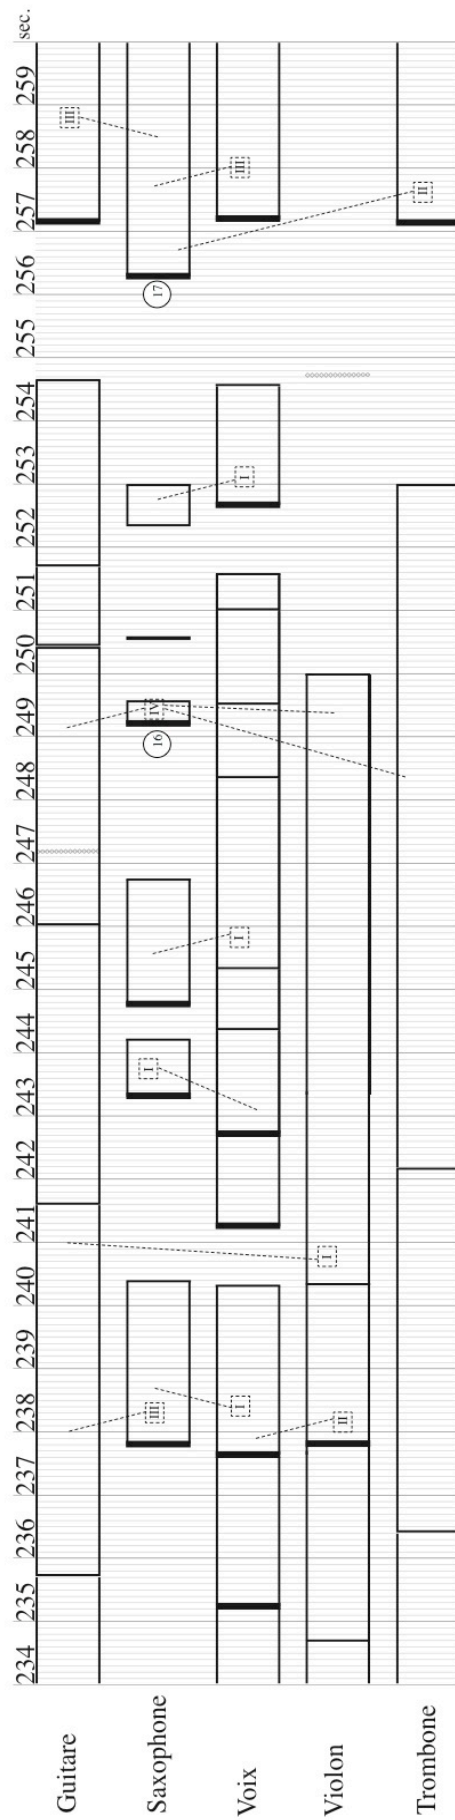 234 235 236 237 238 239 240 241 242 243 244 245 246 247 248 249 250 251 252 253 254 255 256 257 258 259 sec.
Guitare III
Saxophone III I 16 IV 17
Voix I I I III
Violon II I
Trombone II